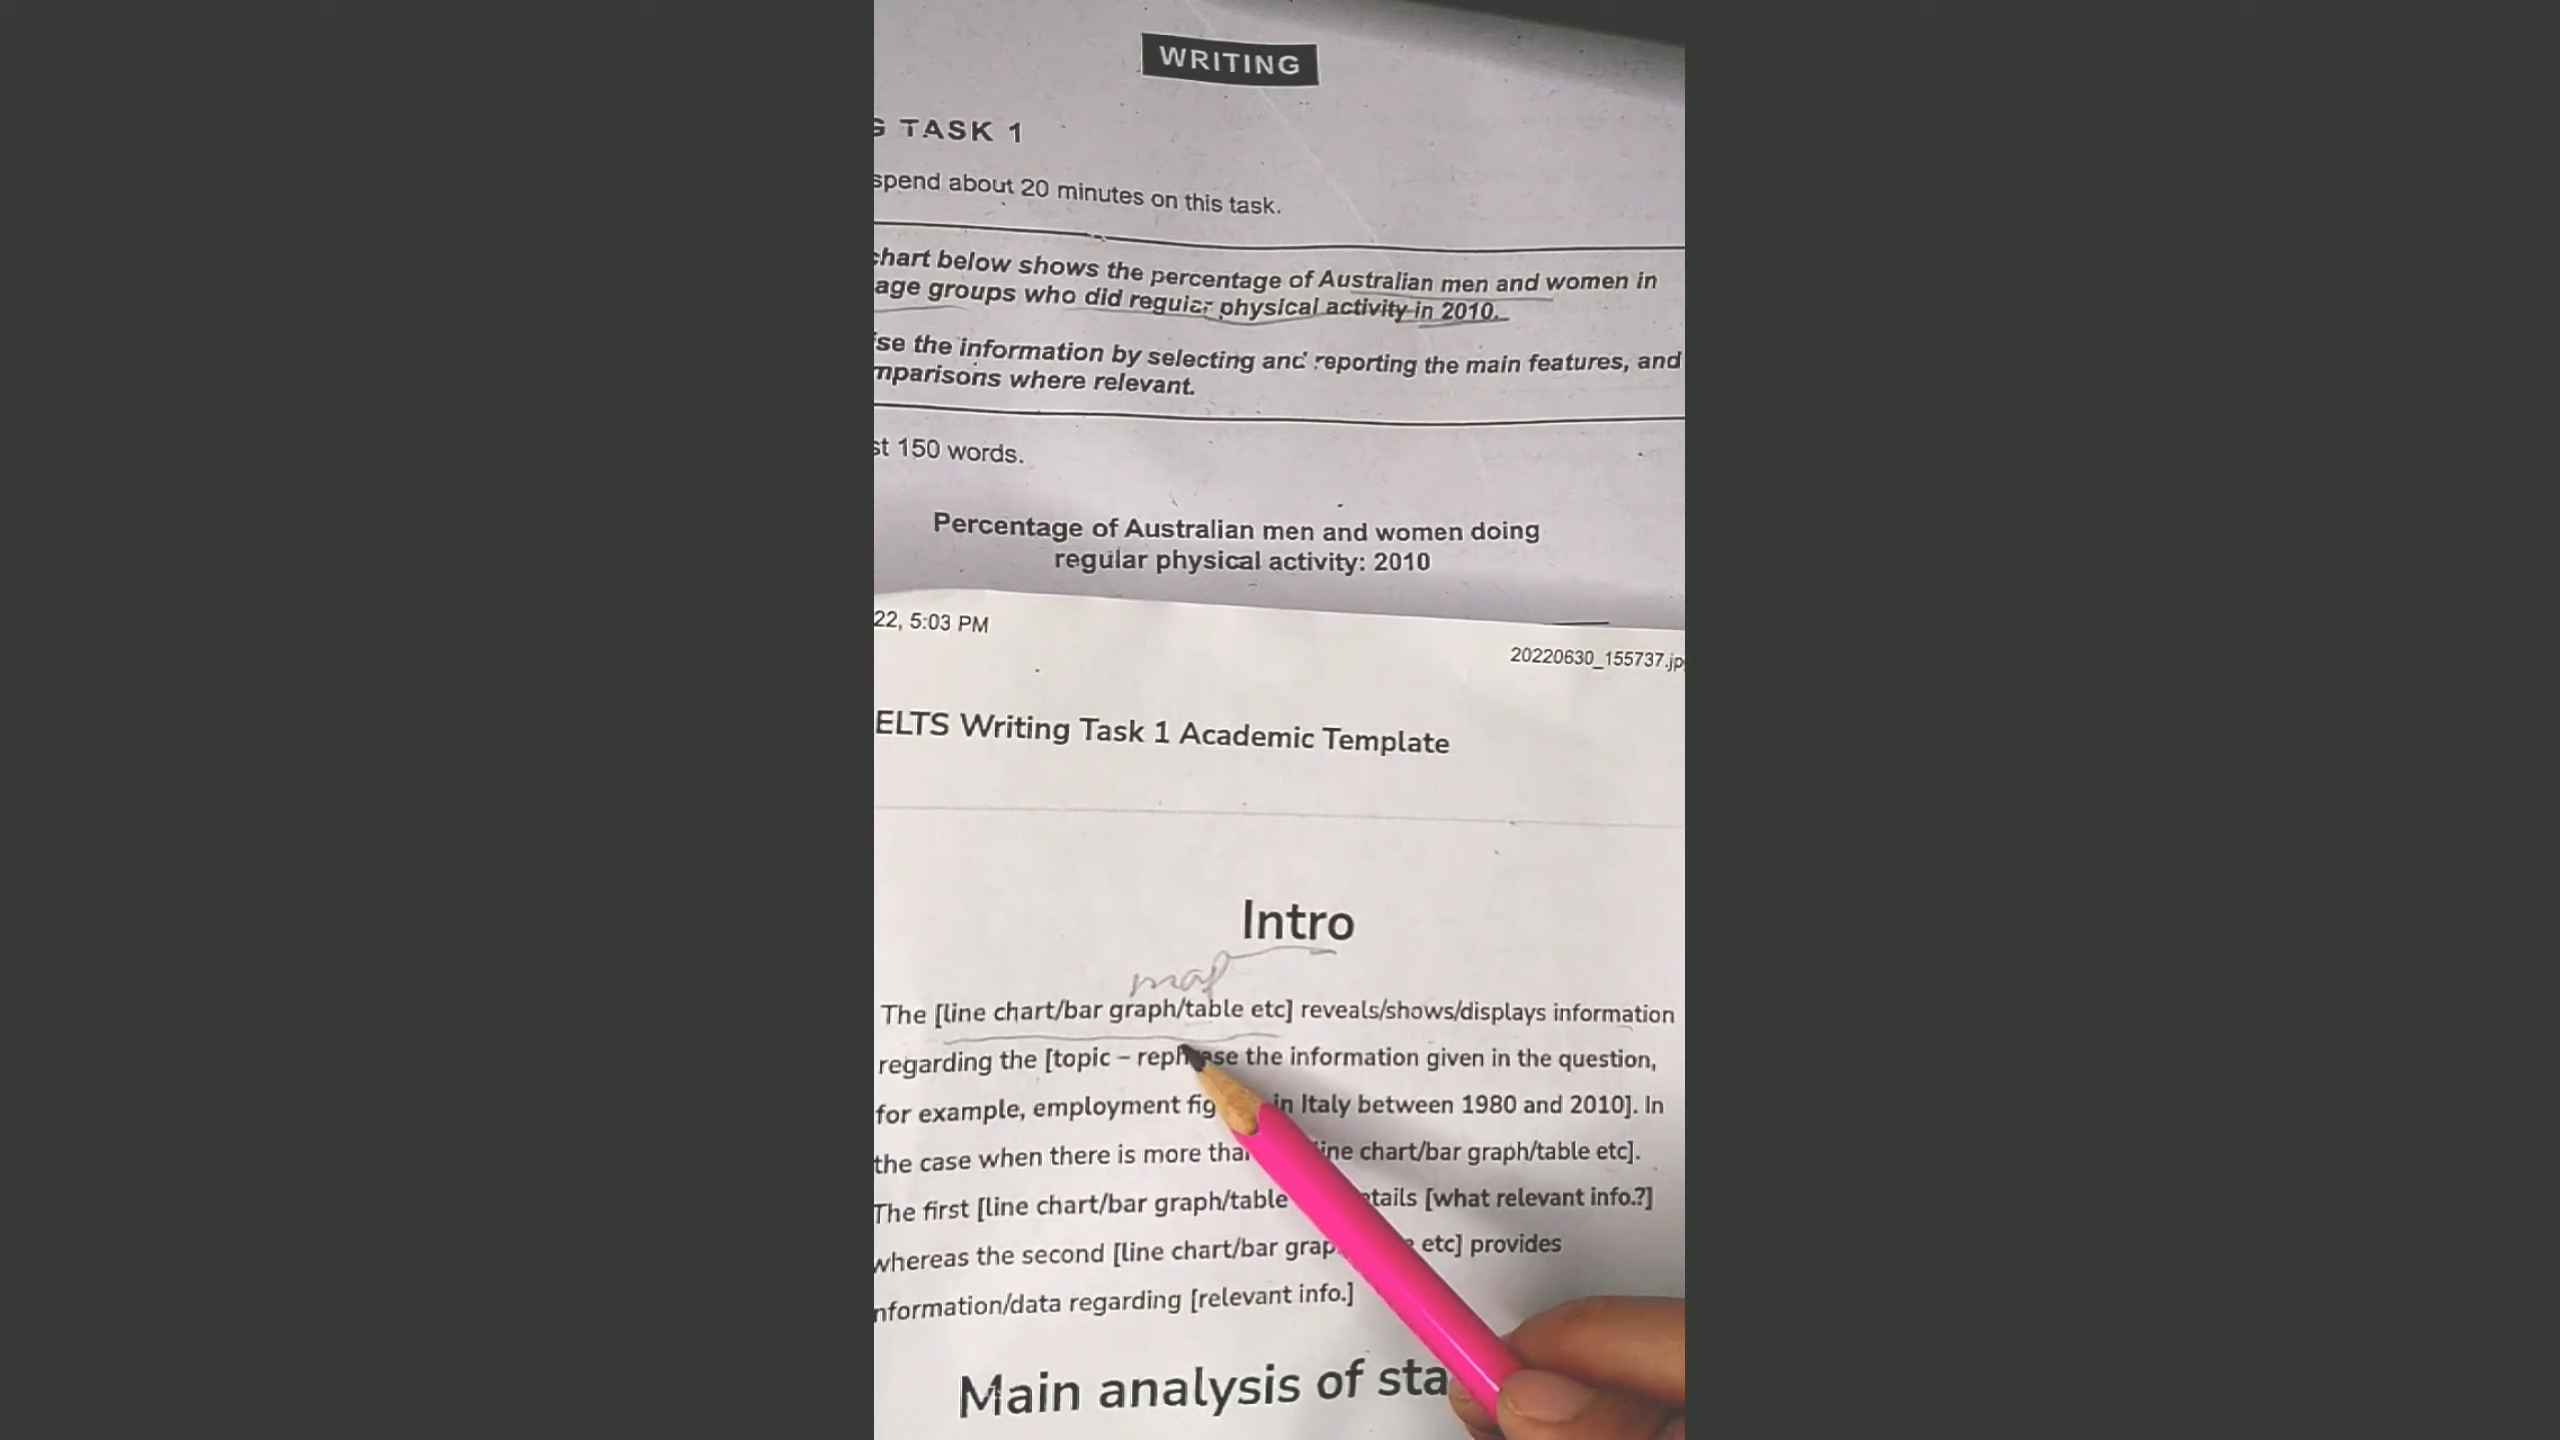 WRITING
G TASK 1
spend about 20 minutes on this task.
chart below shows the percentage of Australian men and women in
age groups who did regular physical activity in 2010.
ise the information by selecting and reporting the main features, and
mparisons where relevant.
st 150 words.
Percentage of Australian men and women doing
regular physical activity: 2010
22, 5:03 PM
20220630_155737.jp
ELTS Writing Task 1 Academic Template
Intro
map
The [line chart/bar graph/table etc] reveals/shows/displays information
regarding the [topic – rephrase the information given in the question,
for example, employment fig in Italy between 1980 and 2010]. In
the case when there is more tha line chart/bar graph/table etc].
The first [line chart/bar graph/table tails [what relevant info.?]
whereas the second [line chart/bar grap etc] provides
nformation/data regarding [relevant info.]
Main analysis of sta